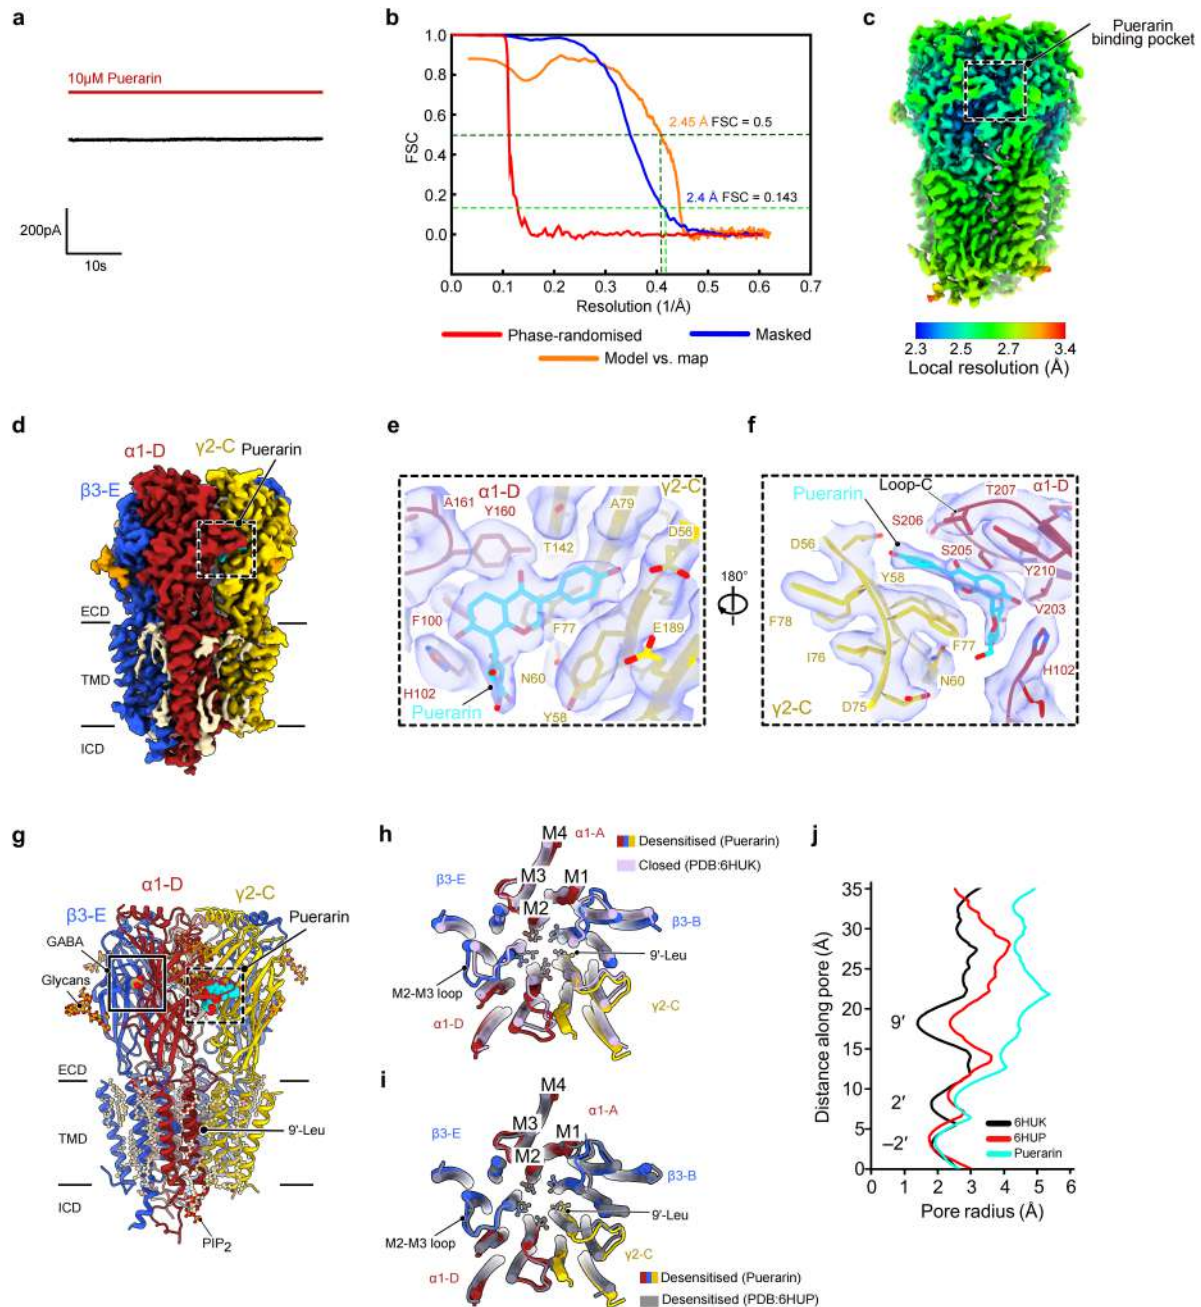 a
10μM Puerarin
200pA
10s
b
FSC
1.0
0.8
0.6
0.4
0.2
0.0
2.45 Å FSC = 0.5
2.4 Å FSC = 0.143
0.0 0.1 0.2 0.3 0.4 0.5 0.6 0.7
Resolution (1/Å)
Phase-randomised Masked
Model vs. map
c
Puerarin
binding pocket
2.3 2.5 2.7 3.4
Local resolution (Å)
d
α1-D
γ2-C
Puerarin
β3-E
ECD
TMD
ICD
e
α1-D
γ2-C
A161
Y160
A79
D56
T142
F100
F77
E189
N60
H102
Puerarin
Y58
180°
f
Loop-C
α1-D
Puerarin
T207
S206
D56
S205
Y58
Y210
V203
F78
F77
I76
H102
N60
D75
γ2-C
g
α1-D
γ2-C
β3-E
Puerarin
GABA
Glycans
ECD
TMD
9′-Leu
ICD
PIP2
h
M4
α1-A
Desensitised (Puerarin)
Closed (PDB:6HUK)
β3-E
M3
M1
M2
β3-B
9′-Leu
M2-M3 loop
γ2-C
α1-D
i
M4
α1-A
M3
M1
β3-E
M2
β3-B
9′-Leu
M2-M3 loop
γ2-C
α1-D
Desensitised (Puerarin)
Desensitised (PDB:6HUP)
j
Distance along pore (Å)
35
30
25
20
15
10
5
0
9′
2′
−2′
6HUK
6HUP
Puerarin
0 1 2 3 4 5 6
Pore radius (Å)